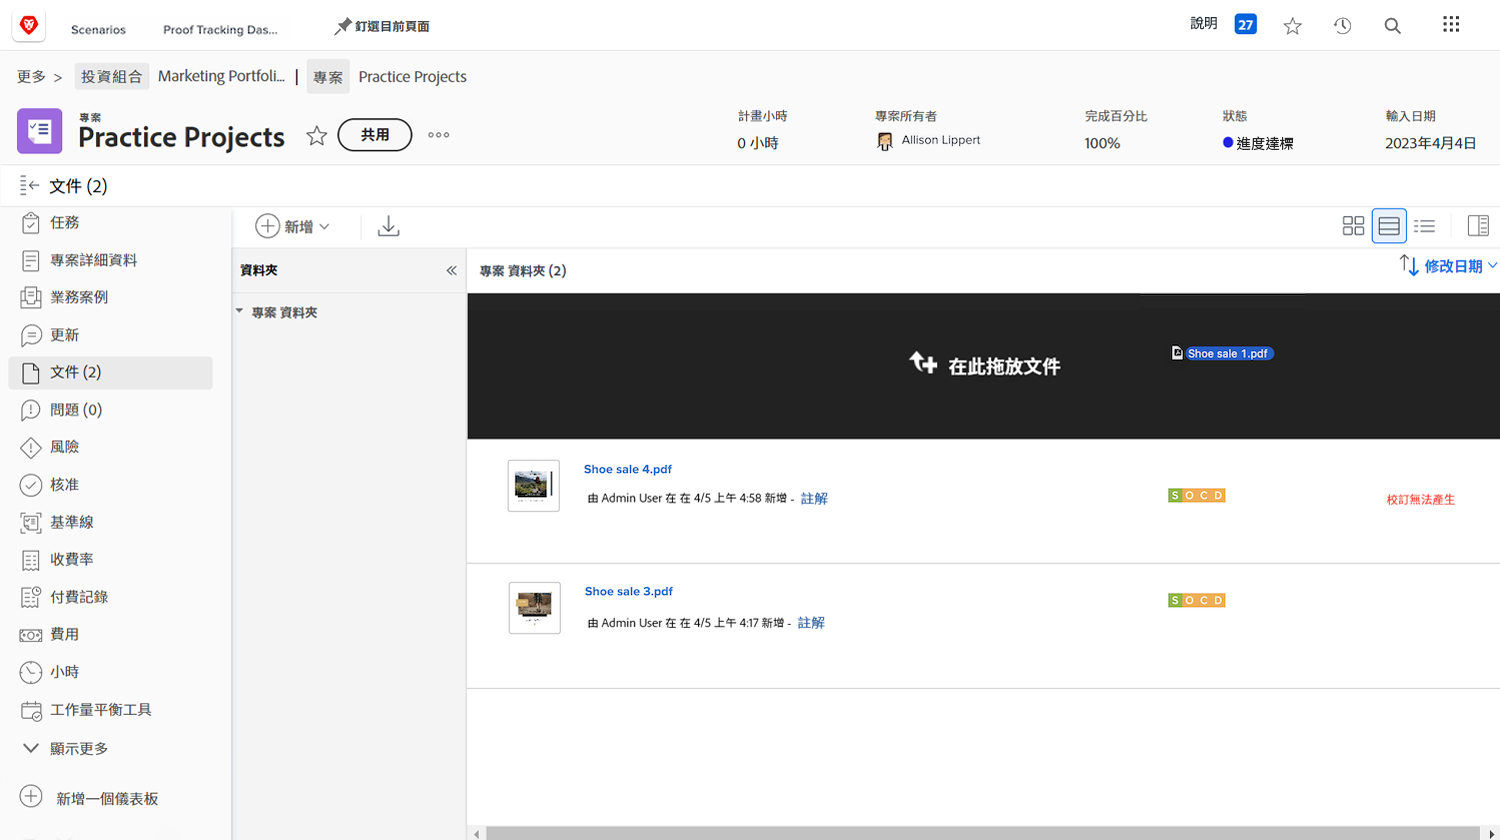 Scenarios
Proof Tracking Das...
釘選目前頁面
說明
27
更多 > 投資組合 Marketing Portfoli... | 專案 Practice Projects
專案
Practice Projects
共用
計畫小時
0 小時
專案所有者
Allison Lippert
完成百分比
100%
狀態
進度達標
輸入日期
2023年4月4日
文件 (2)
任務
專案詳細資料
業務案例
更新
文件 (2)
問題 (0)
風險
核准
基準線
收費率
付費記錄
費用
小時
工作量平衡工具
顯示更多
新增一個儀表板
新增
資料夾
專案 資料夾
專案 資料夾 (2)
修改日期
在此拖放文件
Shoe sale 1.pdf
Shoe sale 4.pdf
由 Admin User 在 在 4/5 上午 4:58 新增 - 註解
S O C D
校訂無法產生
Shoe sale 3.pdf
由 Admin User 在 在 4/5 上午 4:17 新增 - 註解
S O C D